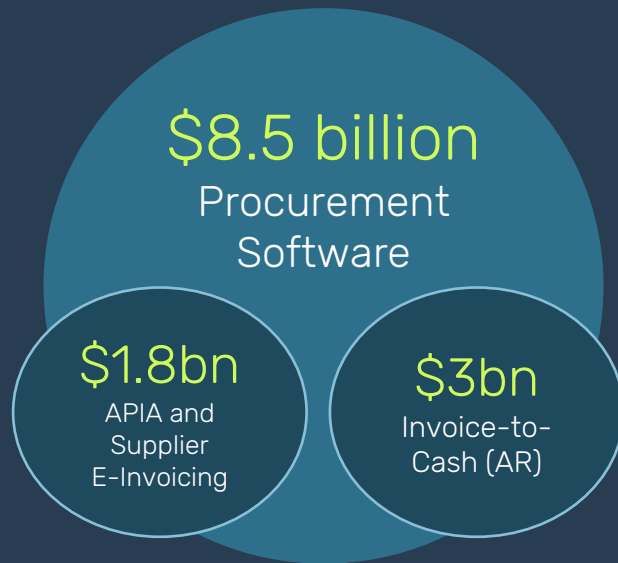 $8.5 billion
Procurement
Software
$1.8bn
APIA and
Supplier
E-Invoicing
$3bn
Invoice-to-
Cash (AR)